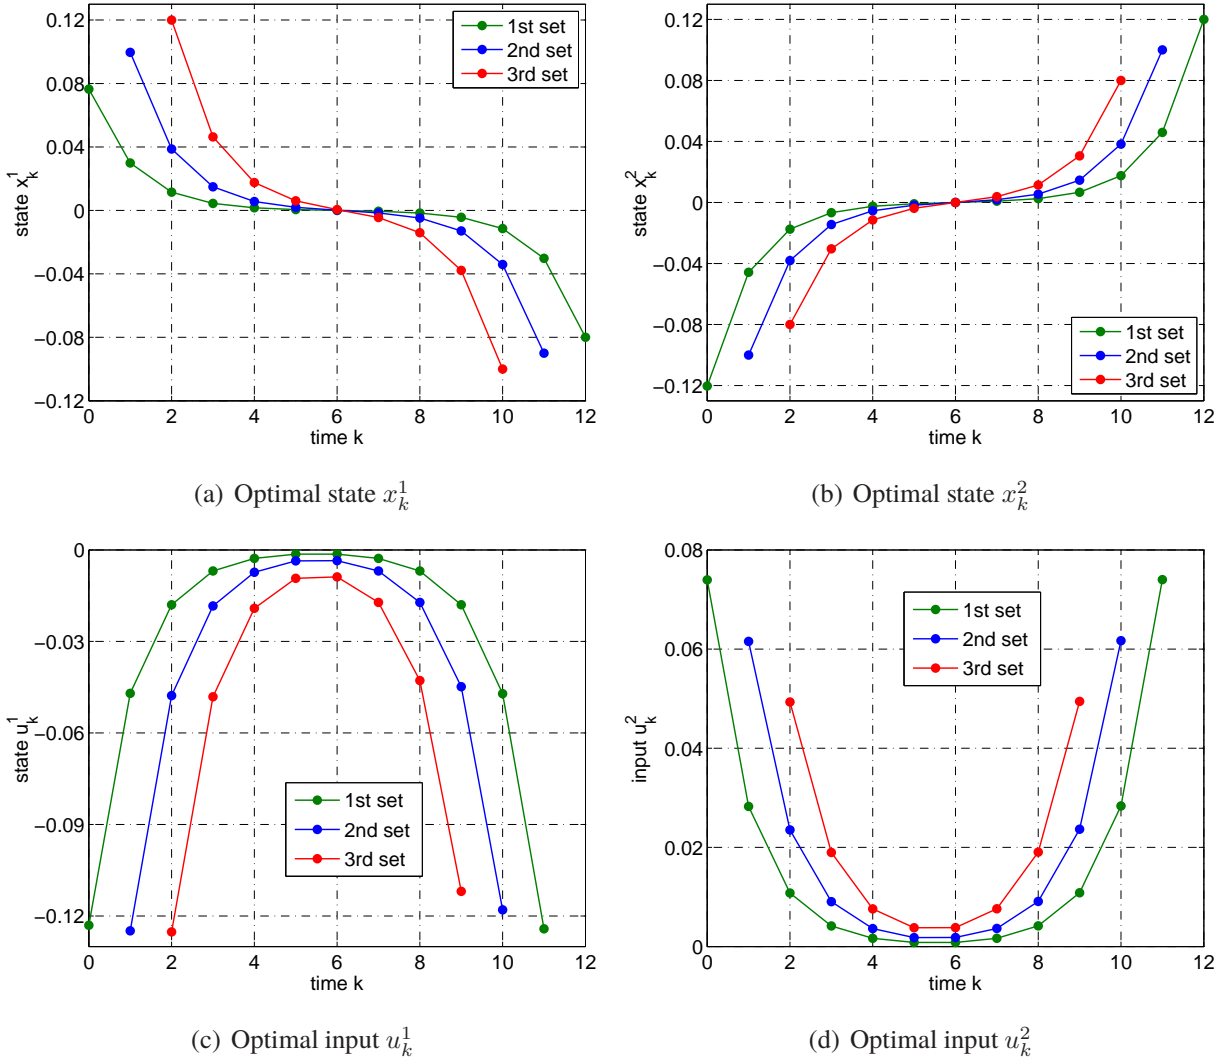 0.12
0.08
0.04
0
−0.04
−0.08
−0.12
state x_k^1
0 2 4 6 8 10 12
time k
1st set
2nd set
3rd set
(a) Optimal state x_k^1
0.12
0.08
0.04
0
−0.04
−0.08
−0.12
state x_k^2
0 2 4 6 8 10 12
time k
1st set
2nd set
3rd set
(b) Optimal state x_k^2
0
−0.03
−0.06
−0.09
−0.12
state u_k^1
0 2 4 6 8 10 12
time k
1st set
2nd set
3rd set
(c) Optimal input u_k^1
0.08
0.06
0.04
0.02
0
input u_k^2
0 2 4 6 8 10 12
time k
1st set
2nd set
3rd set
(d) Optimal input u_k^2